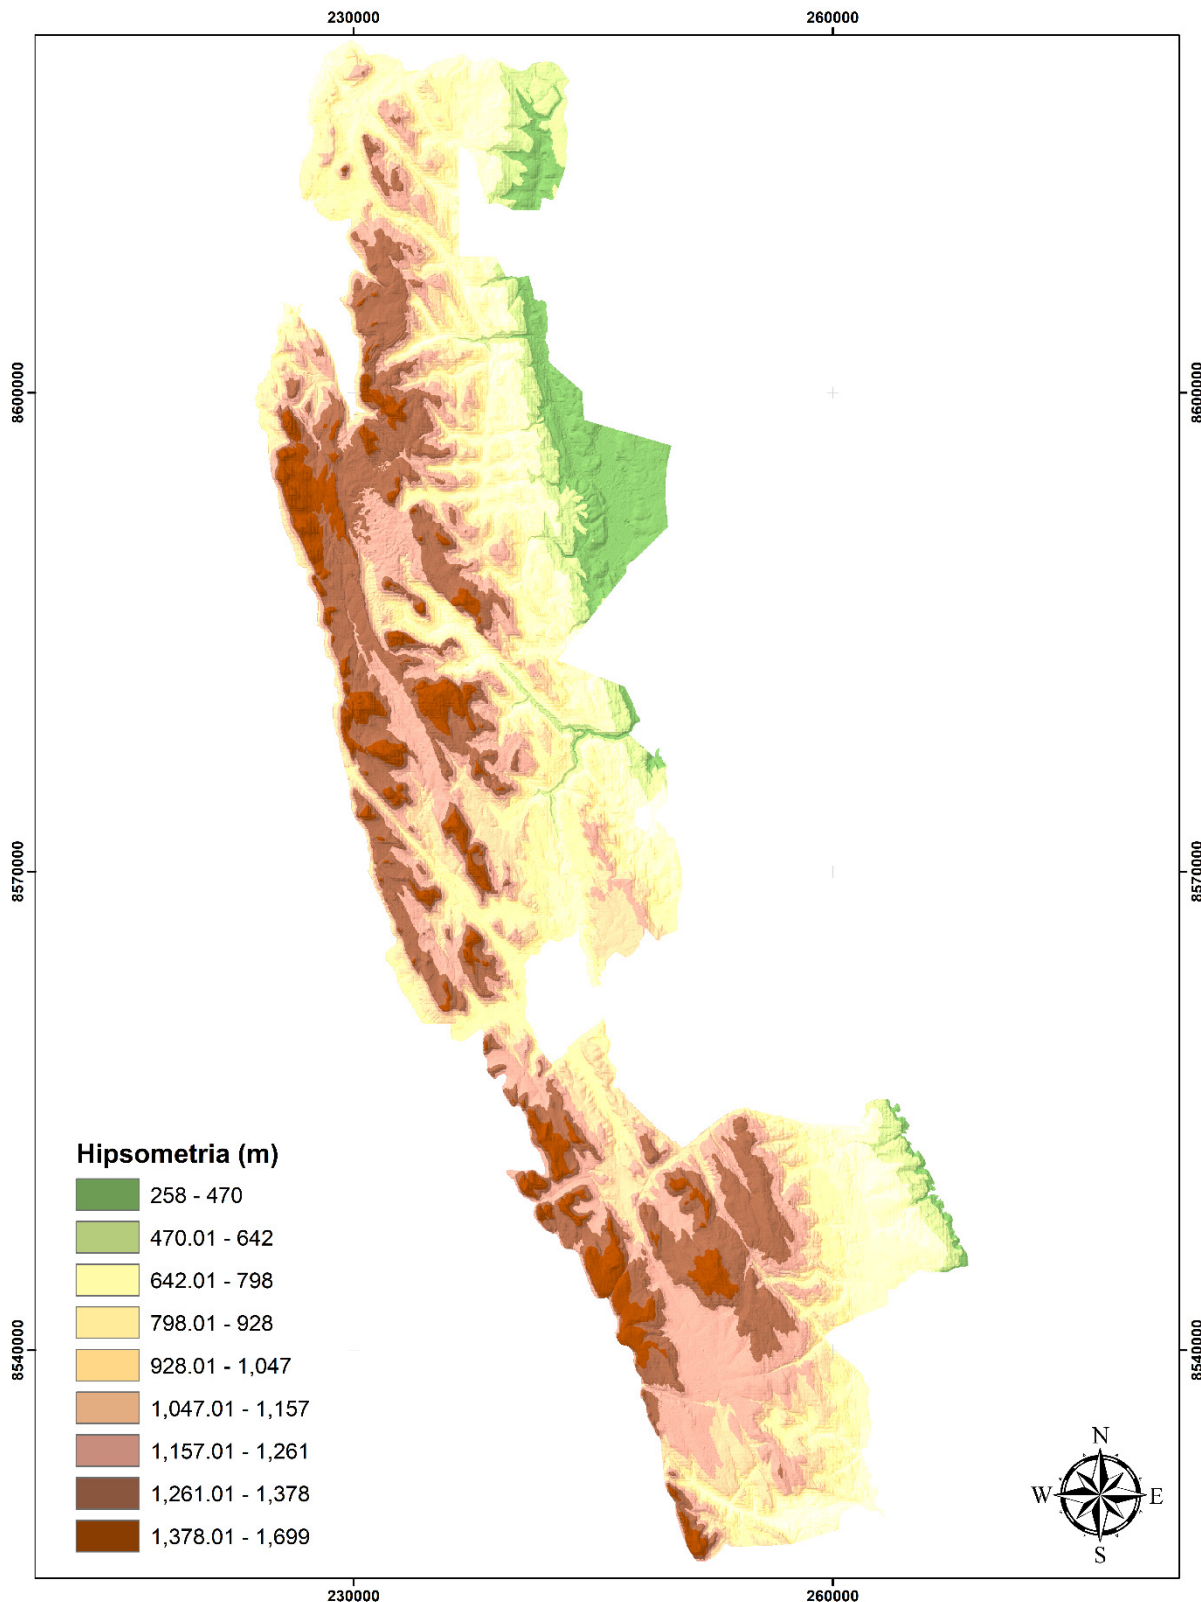 230000 260000
8600000 8600000
8570000 8570000
Hipsometria (m)
258 - 470
470.01 - 642
642.01 - 798
798.01 - 928
928.01 - 1,047
1,047.01 - 1,157
1,157.01 - 1,261
1,261.01 - 1,378
1,378.01 - 1,699
8540000 8540000
N
W E
S
230000 260000